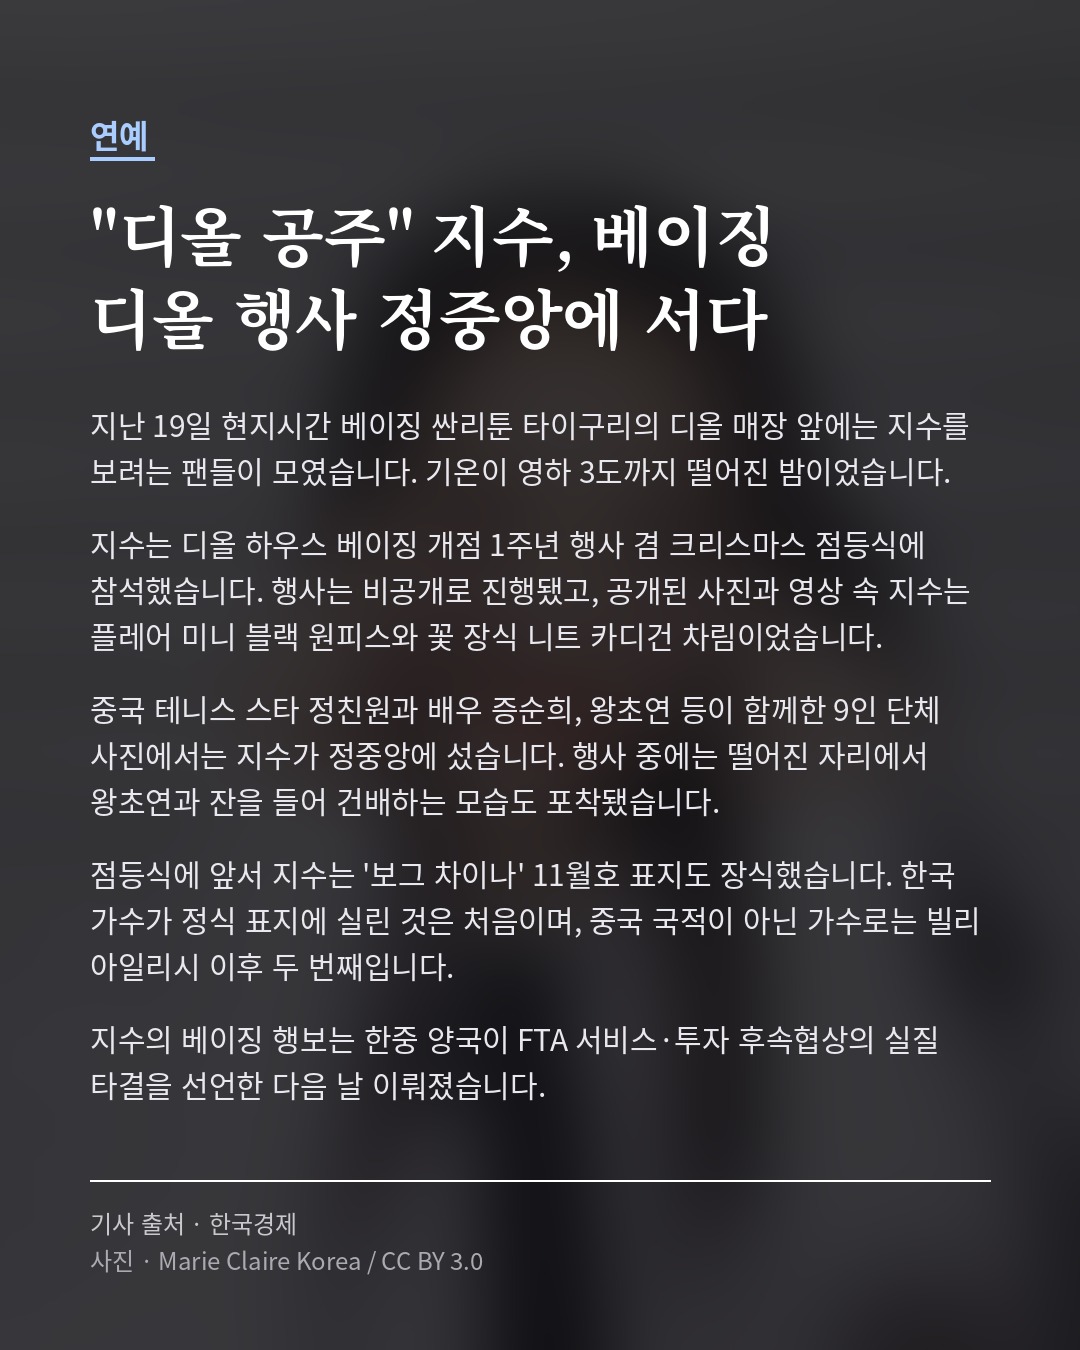 연예
"디올 공주" 지수, 베이징
디올 행사 정중앙에 서다
지난 19일 현지시간 베이징 싼리툰 타이구리의 디올 매장 앞에는 지수를
보려는 팬들이 모였습니다. 기온이 영하 3도까지 떨어진 밤이었습니다.
지수는 디올 하우스 베이징 개점 1주년 행사 겸 크리스마스 점등식에
참석했습니다. 행사는 비공개로 진행됐고, 공개된 사진과 영상 속 지수는
플레어 미니 블랙 원피스와 꽃 장식 니트 카디건 차림이었습니다.
중국 테니스 스타 정친원과 배우 증순희, 왕초연 등이 함께한 9인 단체
사진에서는 지수가 정중앙에 섰습니다. 행사 중에는 떨어진 자리에서
왕초연과 잔을 들어 건배하는 모습도 포착됐습니다.
점등식에 앞서 지수는 '보그 차이나' 11월호 표지도 장식했습니다. 한국
가수가 정식 표지에 실린 것은 처음이며, 중국 국적이 아닌 가수로는 빌리
아일리시 이후 두 번째입니다.
지수의 베이징 행보는 한중 양국이 FTA 서비스·투자 후속협상의 실질
타결을 선언한 다음 날 이뤄졌습니다.
기사 출처 · 한국경제
사진 · Marie Claire Korea / CC BY 3.0